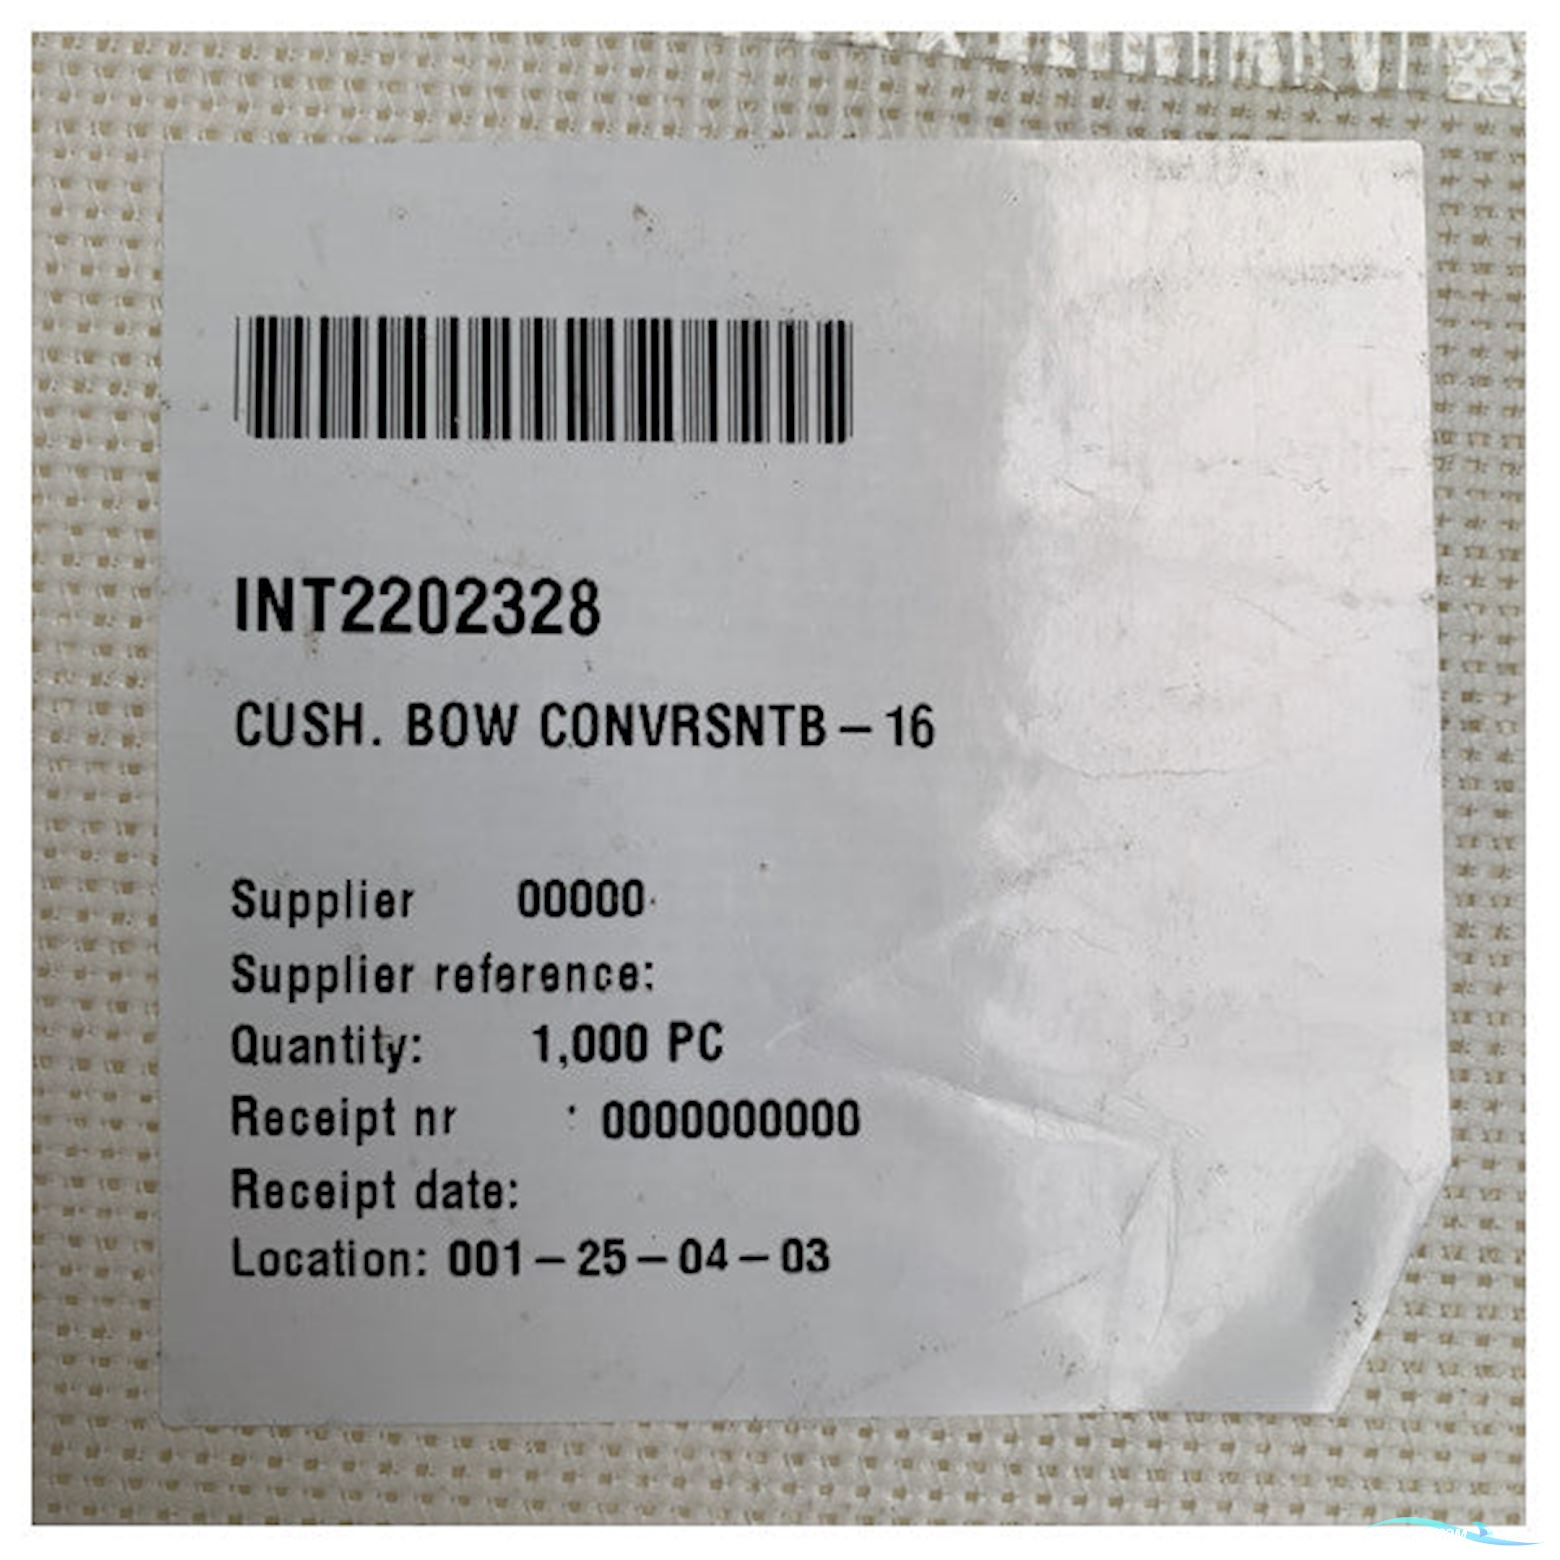 INT2202328
CUSH. BOW CONVRSNTB-16
Supplier 00000
Supplier reference:
Quantity: 1,000 PC
Receipt nr : 0000000000
Receipt date:
Location: 001-25-04-03